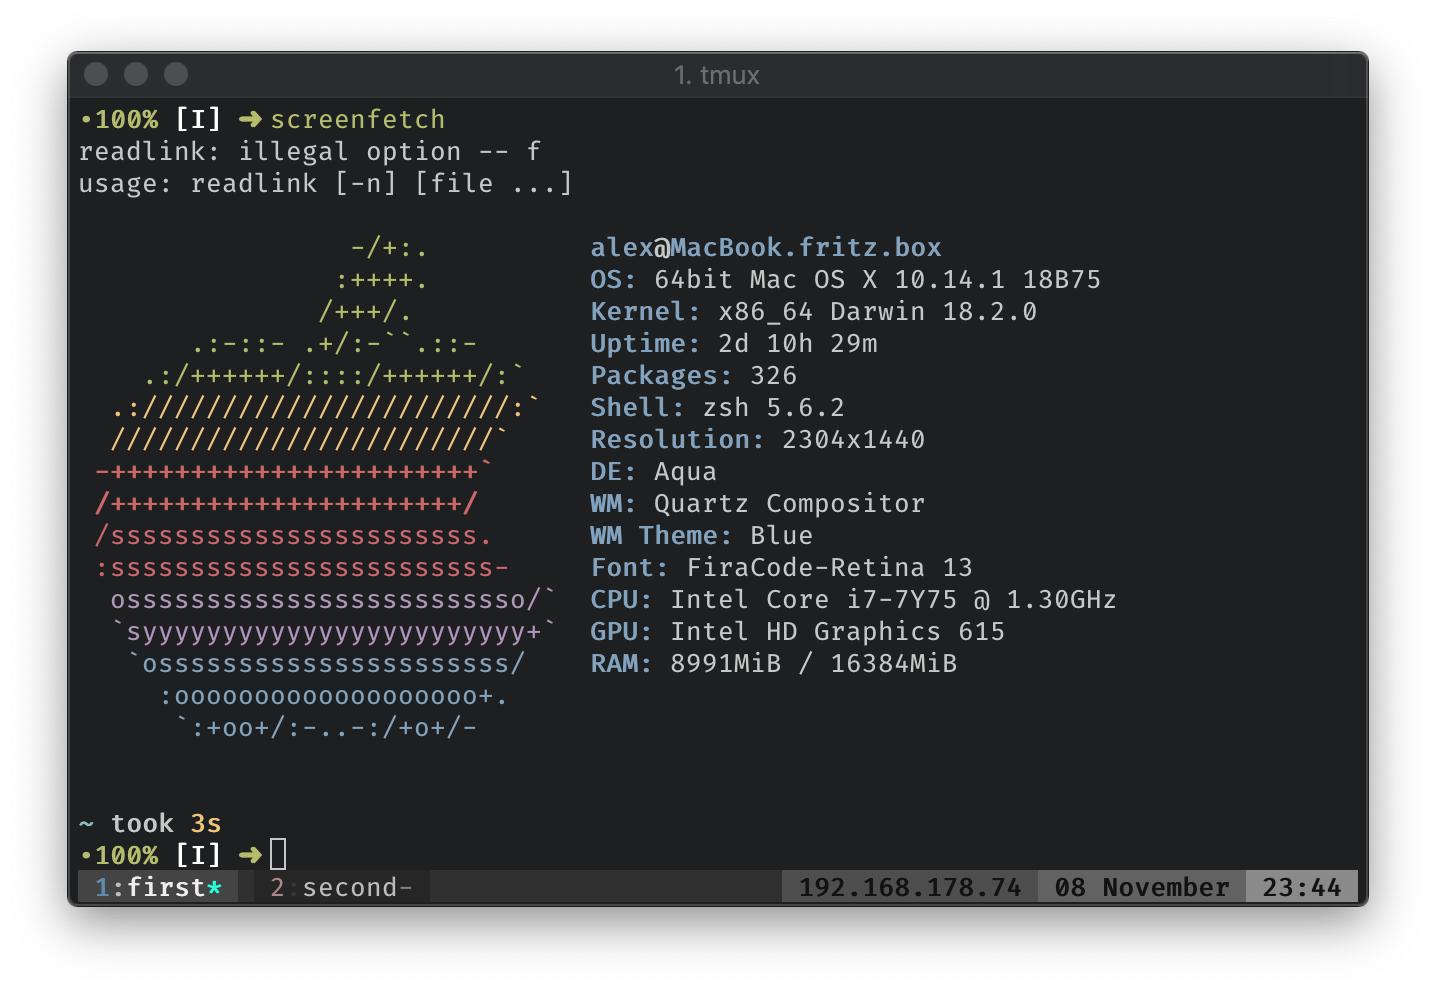 1. tmux
•100% [I] ➜ screenfetch
readlink: illegal option -- f
usage: readlink [-n] [file ...]
                 -/+:.          alex@MacBook.fritz.box
                :++++.          OS: 64bit Mac OS X 10.14.1 18B75
               /+++/.           Kernel: x86_64 Darwin 18.2.0
       .:-::- .+/:-``.::-       Uptime: 2d 10h 29m
    .:/++++++/::::/++++++/:`    Packages: 326
  .:///////////////////////:`   Shell: zsh 5.6.2
  ////////////////////////`     Resolution: 2304x1440
 -+++++++++++++++++++++++`      DE: Aqua
 /++++++++++++++++++++++/       WM: Quartz Compositor
 /sssssssssssssssssssssss.      WM Theme: Blue
 :ssssssssssssssssssssssss-     Font: FiraCode-Retina 13
  osssssssssssssssssssssssso/`  CPU: Intel Core i7-7Y75 @ 1.30GHz
  `syyyyyyyyyyyyyyyyyyyyyyyy+`  GPU: Intel HD Graphics 615
   `ossssssssssssssssssssss/    RAM: 8991MiB / 16384MiB
     :ooooooooooooooooooo+.
      `:+oo+/:-..-:/+o+/-
~ took 3s
•100% [I] ➜
1:first* 2:second- 192.168.178.74 08 November 23:44